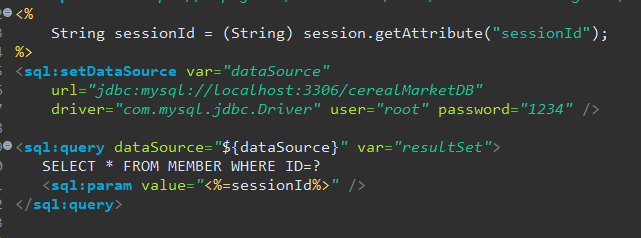 <%
String sessionId = (String) session.getAttribute("sessionId");
%>
<sql:setDataSource var="dataSource"
url="jdbc:mysql://localhost:3306/cerealMarketDB"
driver="com.mysql.jdbc.Driver" user="root" password="1234" />
<sql:query dataSource="${dataSource}" var="resultSet">
SELECT * FROM MEMBER WHERE ID=?
<sql:param value="<%=sessionId%>" />
</sql:query>